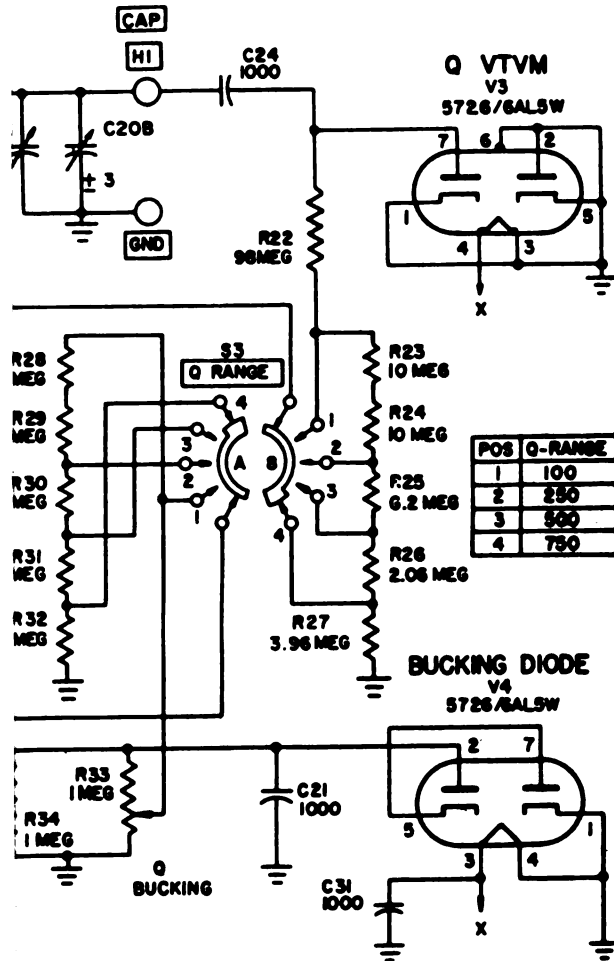 CAP
HI
C24
1000
Q VTVM
V3
5726/6AL5W
C20B
7
6
2
± 3
1
5
GND
R22
98MEG
4
3
X
S3
Q RANGE
R28
MEG
R23
10 MEG
4
1
R29
MEG
R24
10 MEG
3
A
B
2
R30
MEG
2
3
R25
6.2 MEG
1
4
R31
MEG
R26
2.06 MEG
R32
MEG
R27
3.96 MEG
POS Q-RANGE
1 100
2 250
3 500
4 750
BUCKING DIODE
V4
5726/6AL5W
2
7
R33
1 MEG
C21
1000
5
1
R34
1 MEG
3
4
Q
BUCKING
C31
1000
X